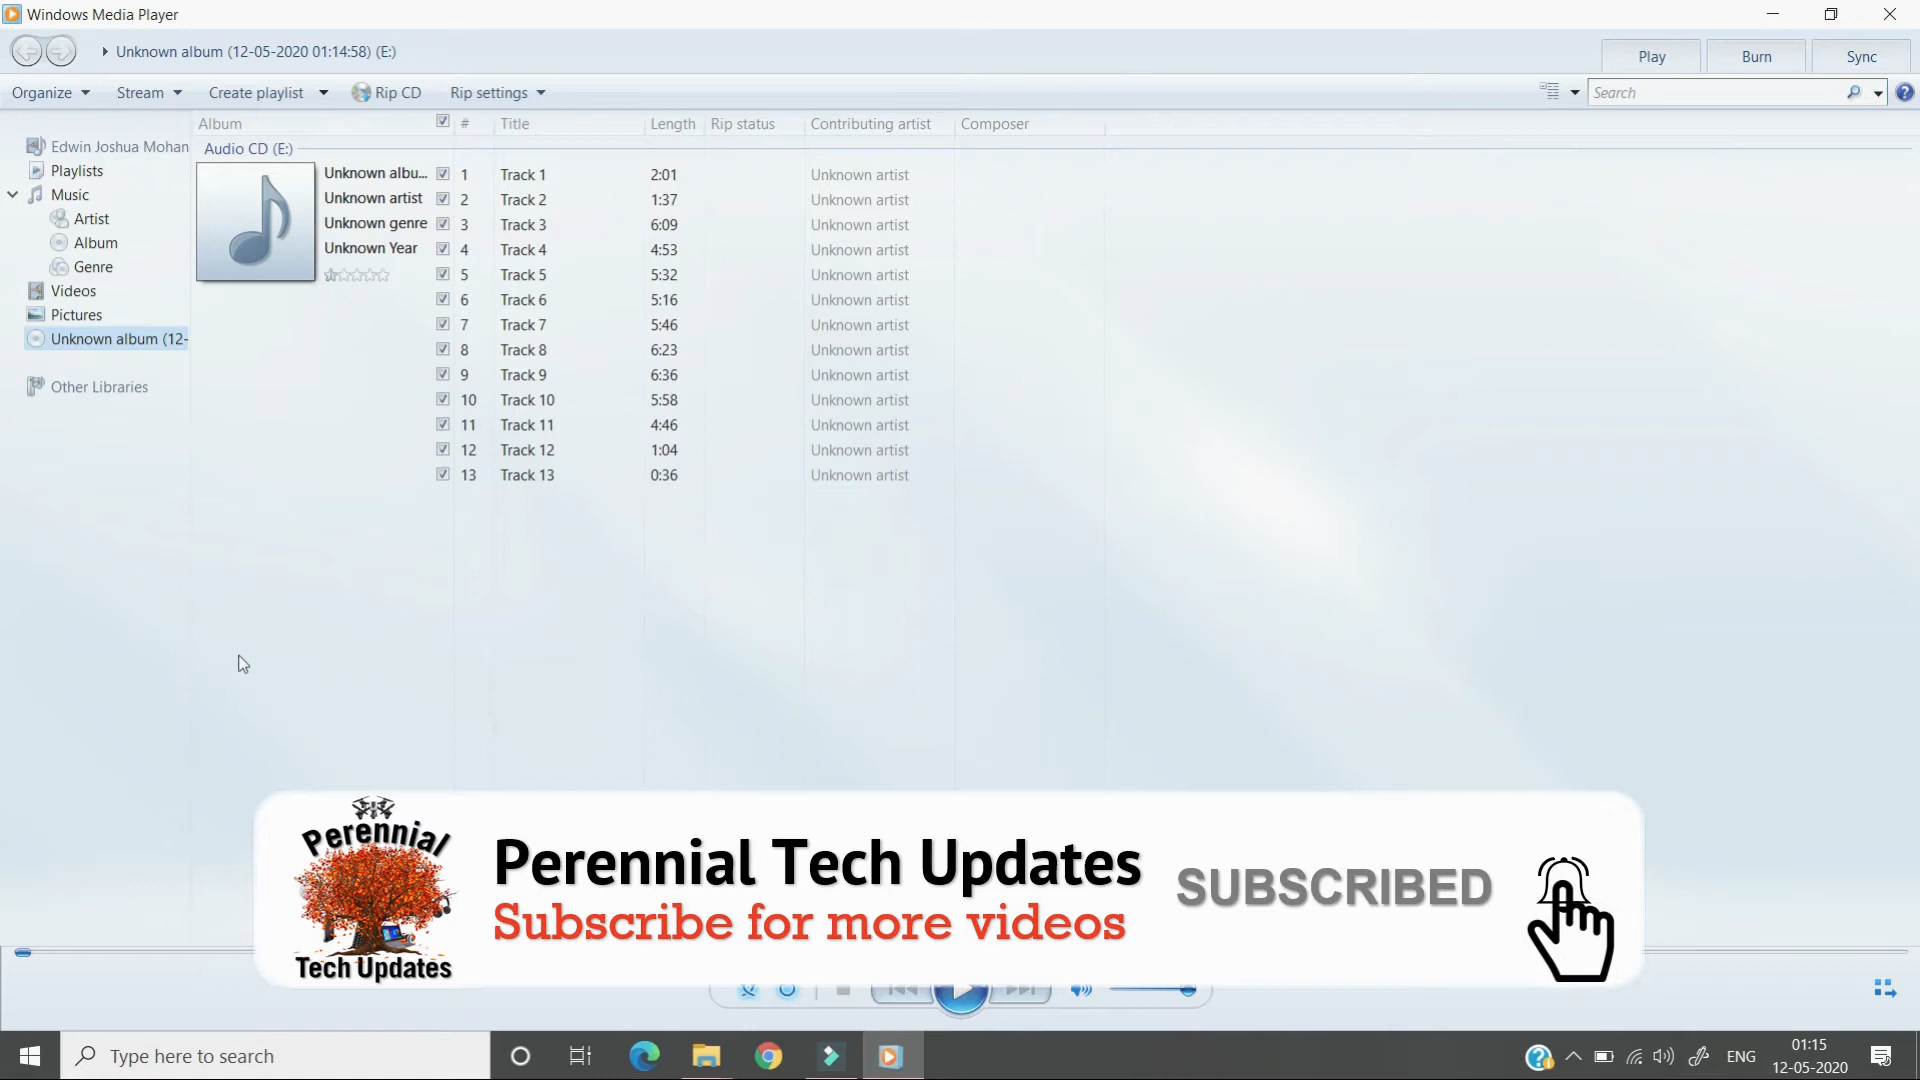 Windows Media Player
Unknown album (12-05-2020 01:14:58) (E:)
Play Burn Sync
Organize Stream Create playlist Rip CD Rip settings Search
Album # Title Length Rip status Contributing artist Composer
Audio CD (E:)
Edwin Joshua Mohan
Playlists
Music
Artist
Album
Genre
Videos
Pictures
Unknown album (12-
Other Libraries
Unknown albu...
Unknown artist
Unknown genre
Unknown Year
1 Track 1 2:01 Unknown artist
2 Track 2 1:37 Unknown artist
3 Track 3 6:09 Unknown artist
4 Track 4 4:53 Unknown artist
5 Track 5 5:32 Unknown artist
6 Track 6 5:16 Unknown artist
7 Track 7 5:46 Unknown artist
8 Track 8 6:23 Unknown artist
9 Track 9 6:36 Unknown artist
10 Track 10 5:58 Unknown artist
11 Track 11 4:46 Unknown artist
12 Track 12 1:04 Unknown artist
13 Track 13 0:36 Unknown artist
Perennial
Tech Updates
Perennial Tech Updates
Subscribe for more videos
SUBSCRIBED
Type here to search
ENG
01:15
12-05-2020